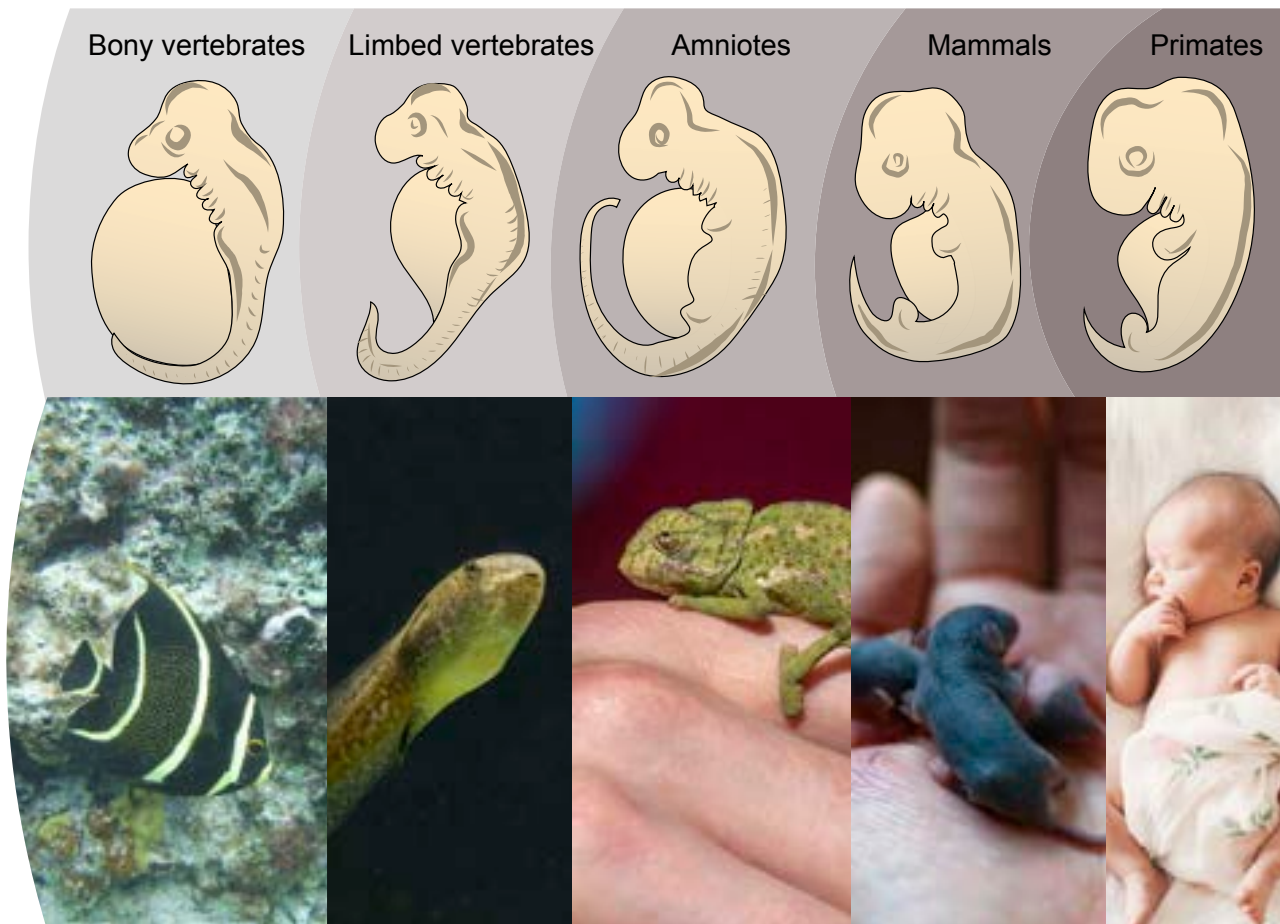 Bony vertebrates
Limbed vertebrates
Amniotes
Mammals
Primates